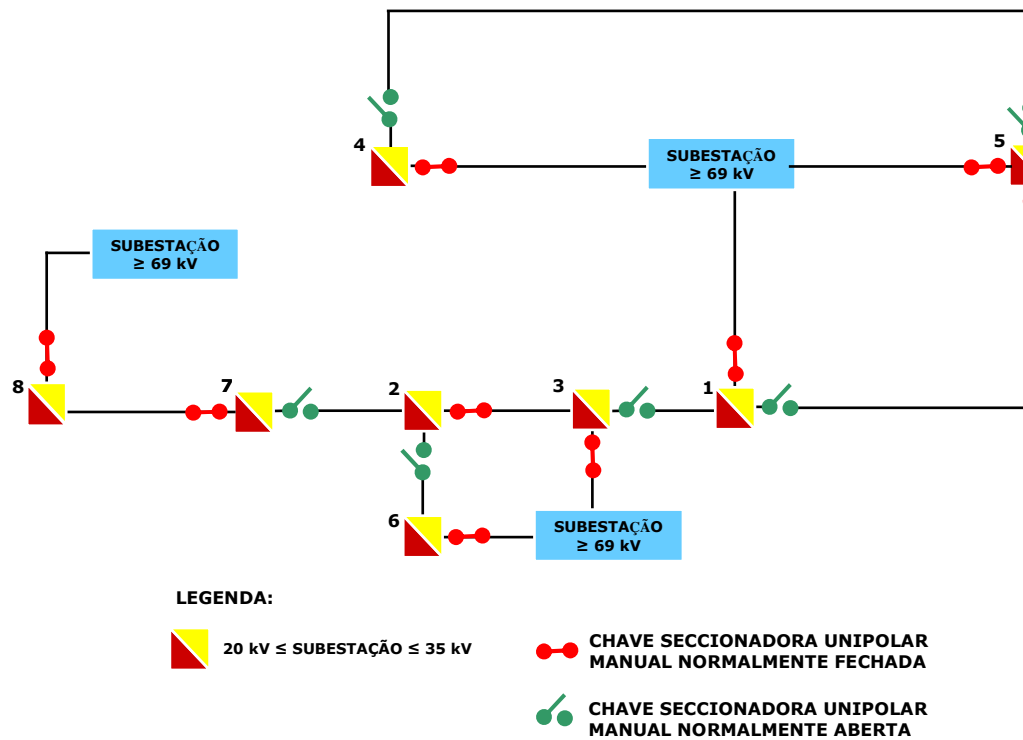 4
SUBESTAÇÃO
≥ 69 kV
5
SUBESTAÇÃO
≥ 69 kV
8
7
2
3
1
6
SUBESTAÇÃO
≥ 69 kV
LEGENDA:
20 kV ≤ SUBESTAÇÃO ≤ 35 kV
CHAVE SECCIONADORA UNIPOLAR
MANUAL NORMALMENTE FECHADA
CHAVE SECCIONADORA UNIPOLAR
MANUAL NORMALMENTE ABERTA